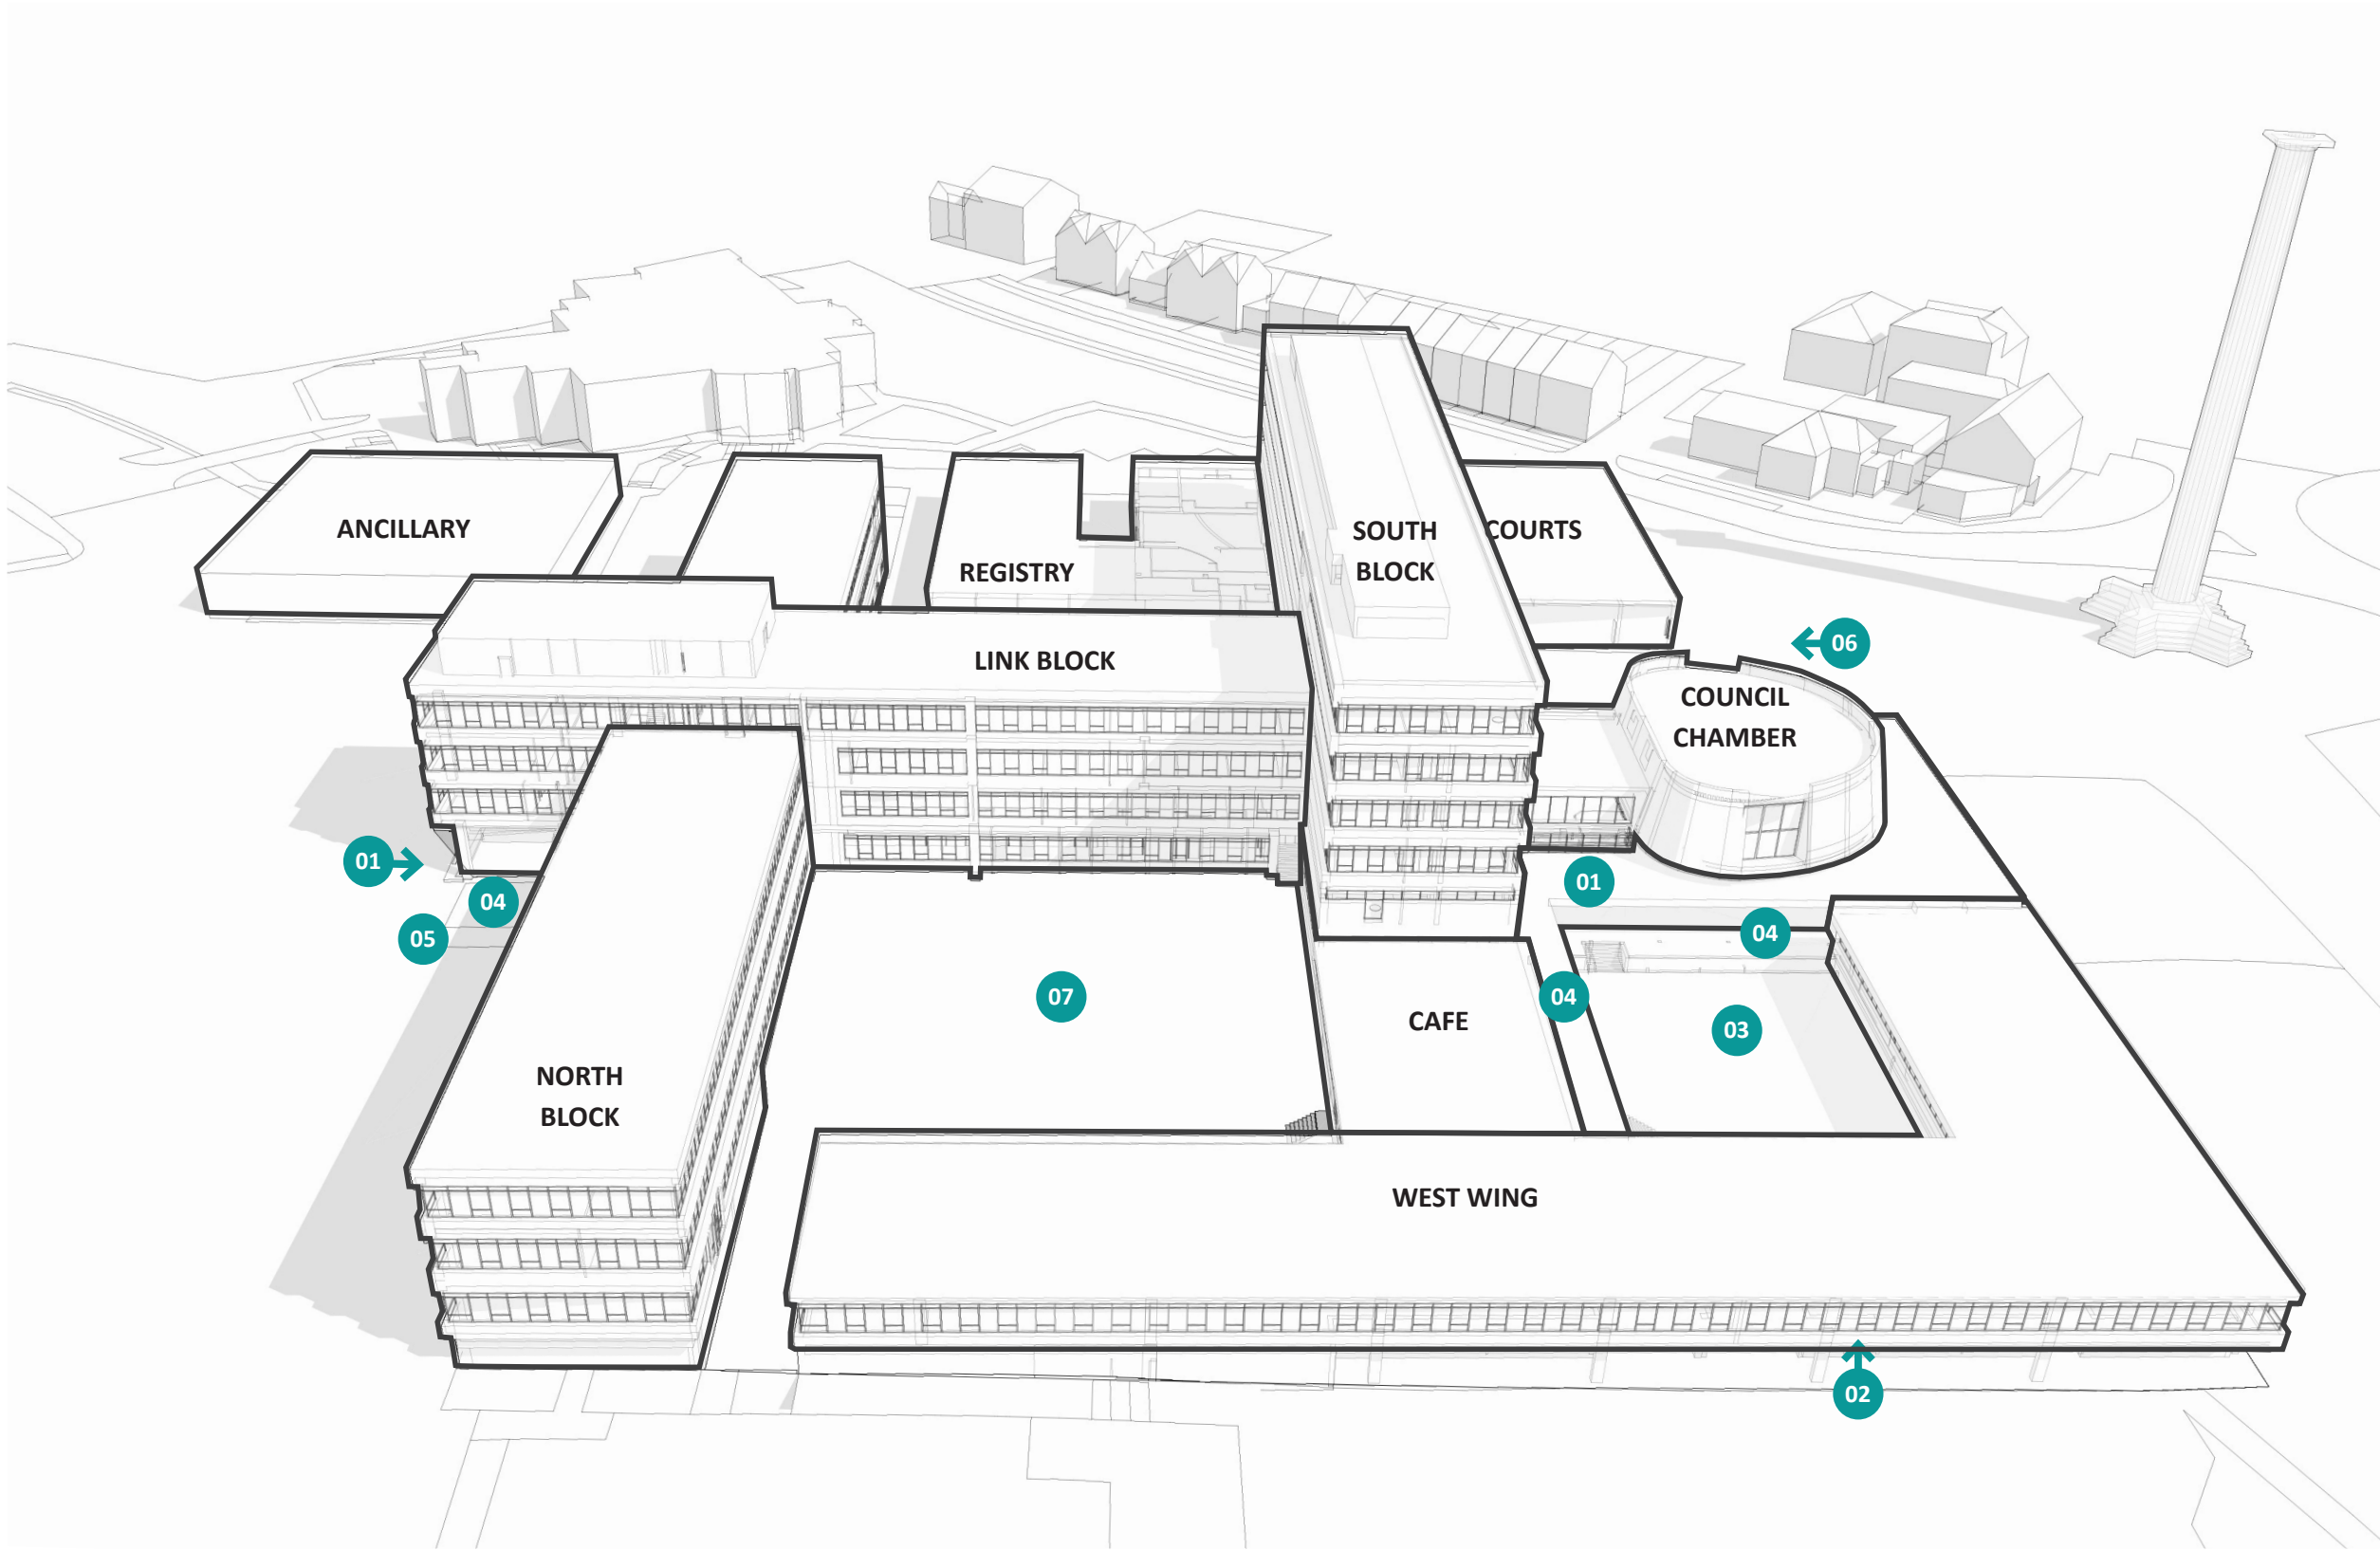 ANCILLARY
SOUTH
BLOCK
COURTS
REGISTRY
06
LINK BLOCK
COUNCIL
CHAMBER
01
01
04
05
04
07
04
CAFE
03
NORTH
BLOCK
WEST WING
02